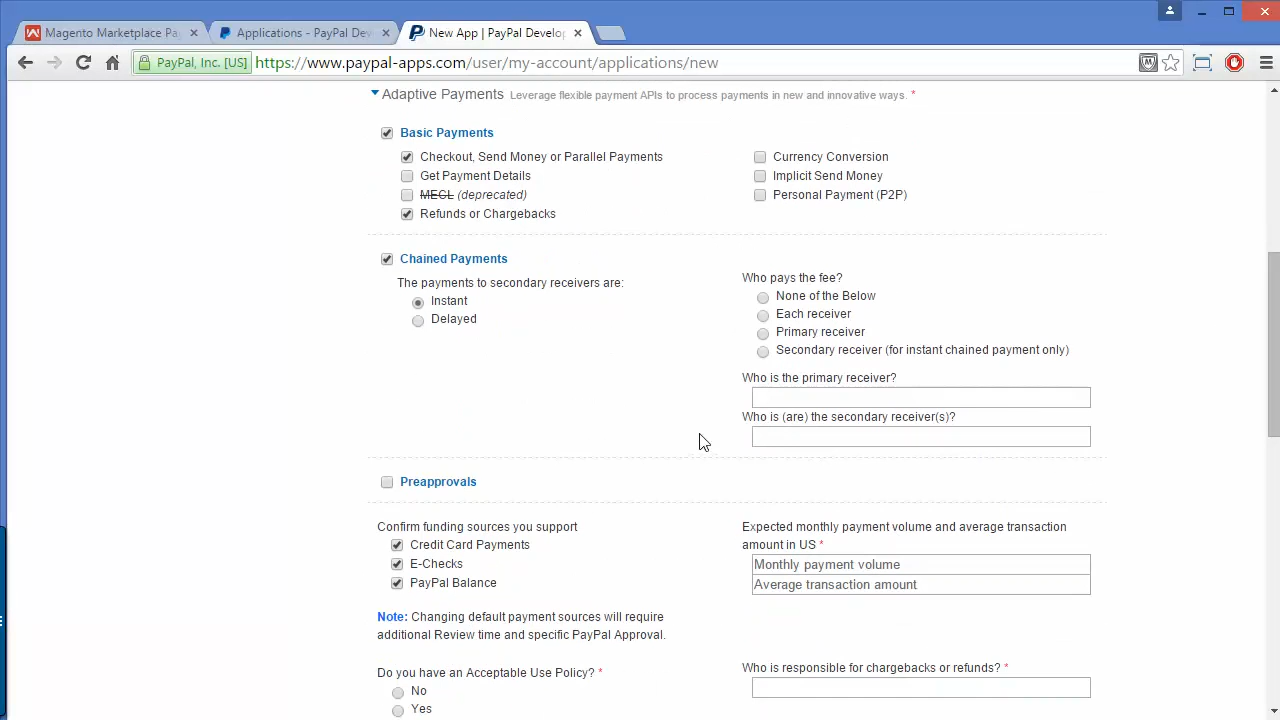 Magento Marketplace Pa
Applications - PayPal Dev
New App | PayPal Develop
PayPal, Inc. [US]
https://www.paypal-apps.com/user/my-account/applications/new
Adaptive Payments Leverage flexible payment APIs to process payments in new and innovative ways. *
Basic Payments
Checkout, Send Money or Parallel Payments
Currency Conversion
Get Payment Details
Implicit Send Money
MECL (deprecated)
Personal Payment (P2P)
Refunds or Chargebacks
Chained Payments
The payments to secondary receivers are:
Instant
Delayed
Who pays the fee?
None of the Below
Each receiver
Primary receiver
Secondary receiver (for instant chained payment only)
Who is the primary receiver?
Who is (are) the secondary receiver(s)?
Preapprovals
Confirm funding sources you support
Credit Card Payments
E-Checks
PayPal Balance
Expected monthly payment volume and average transaction
amount in US *
Monthly payment volume
Average transaction amount
Note: Changing default payment sources will require
additional Review time and specific PayPal Approval.
Do you have an Acceptable Use Policy? *
No
Yes
Who is responsible for chargebacks or refunds? *